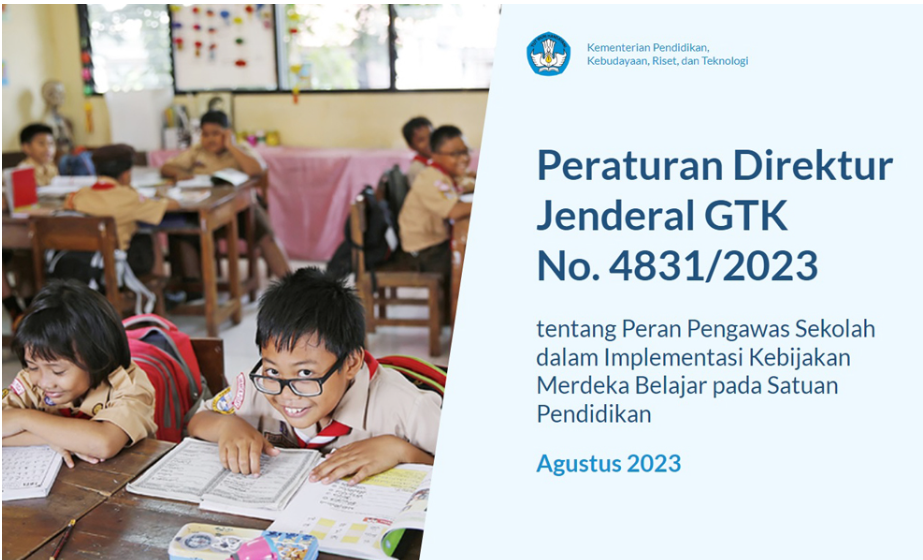 Kementerian Pendidikan,
Kebudayaan, Riset, dan Teknologi
Peraturan Direktur
Jenderal GTK
No. 4831/2023
tentang Peran Pengawas Sekolah
dalam Implementasi Kebijakan
Merdeka Belajar pada Satuan
Pendidikan
Agustus 2023